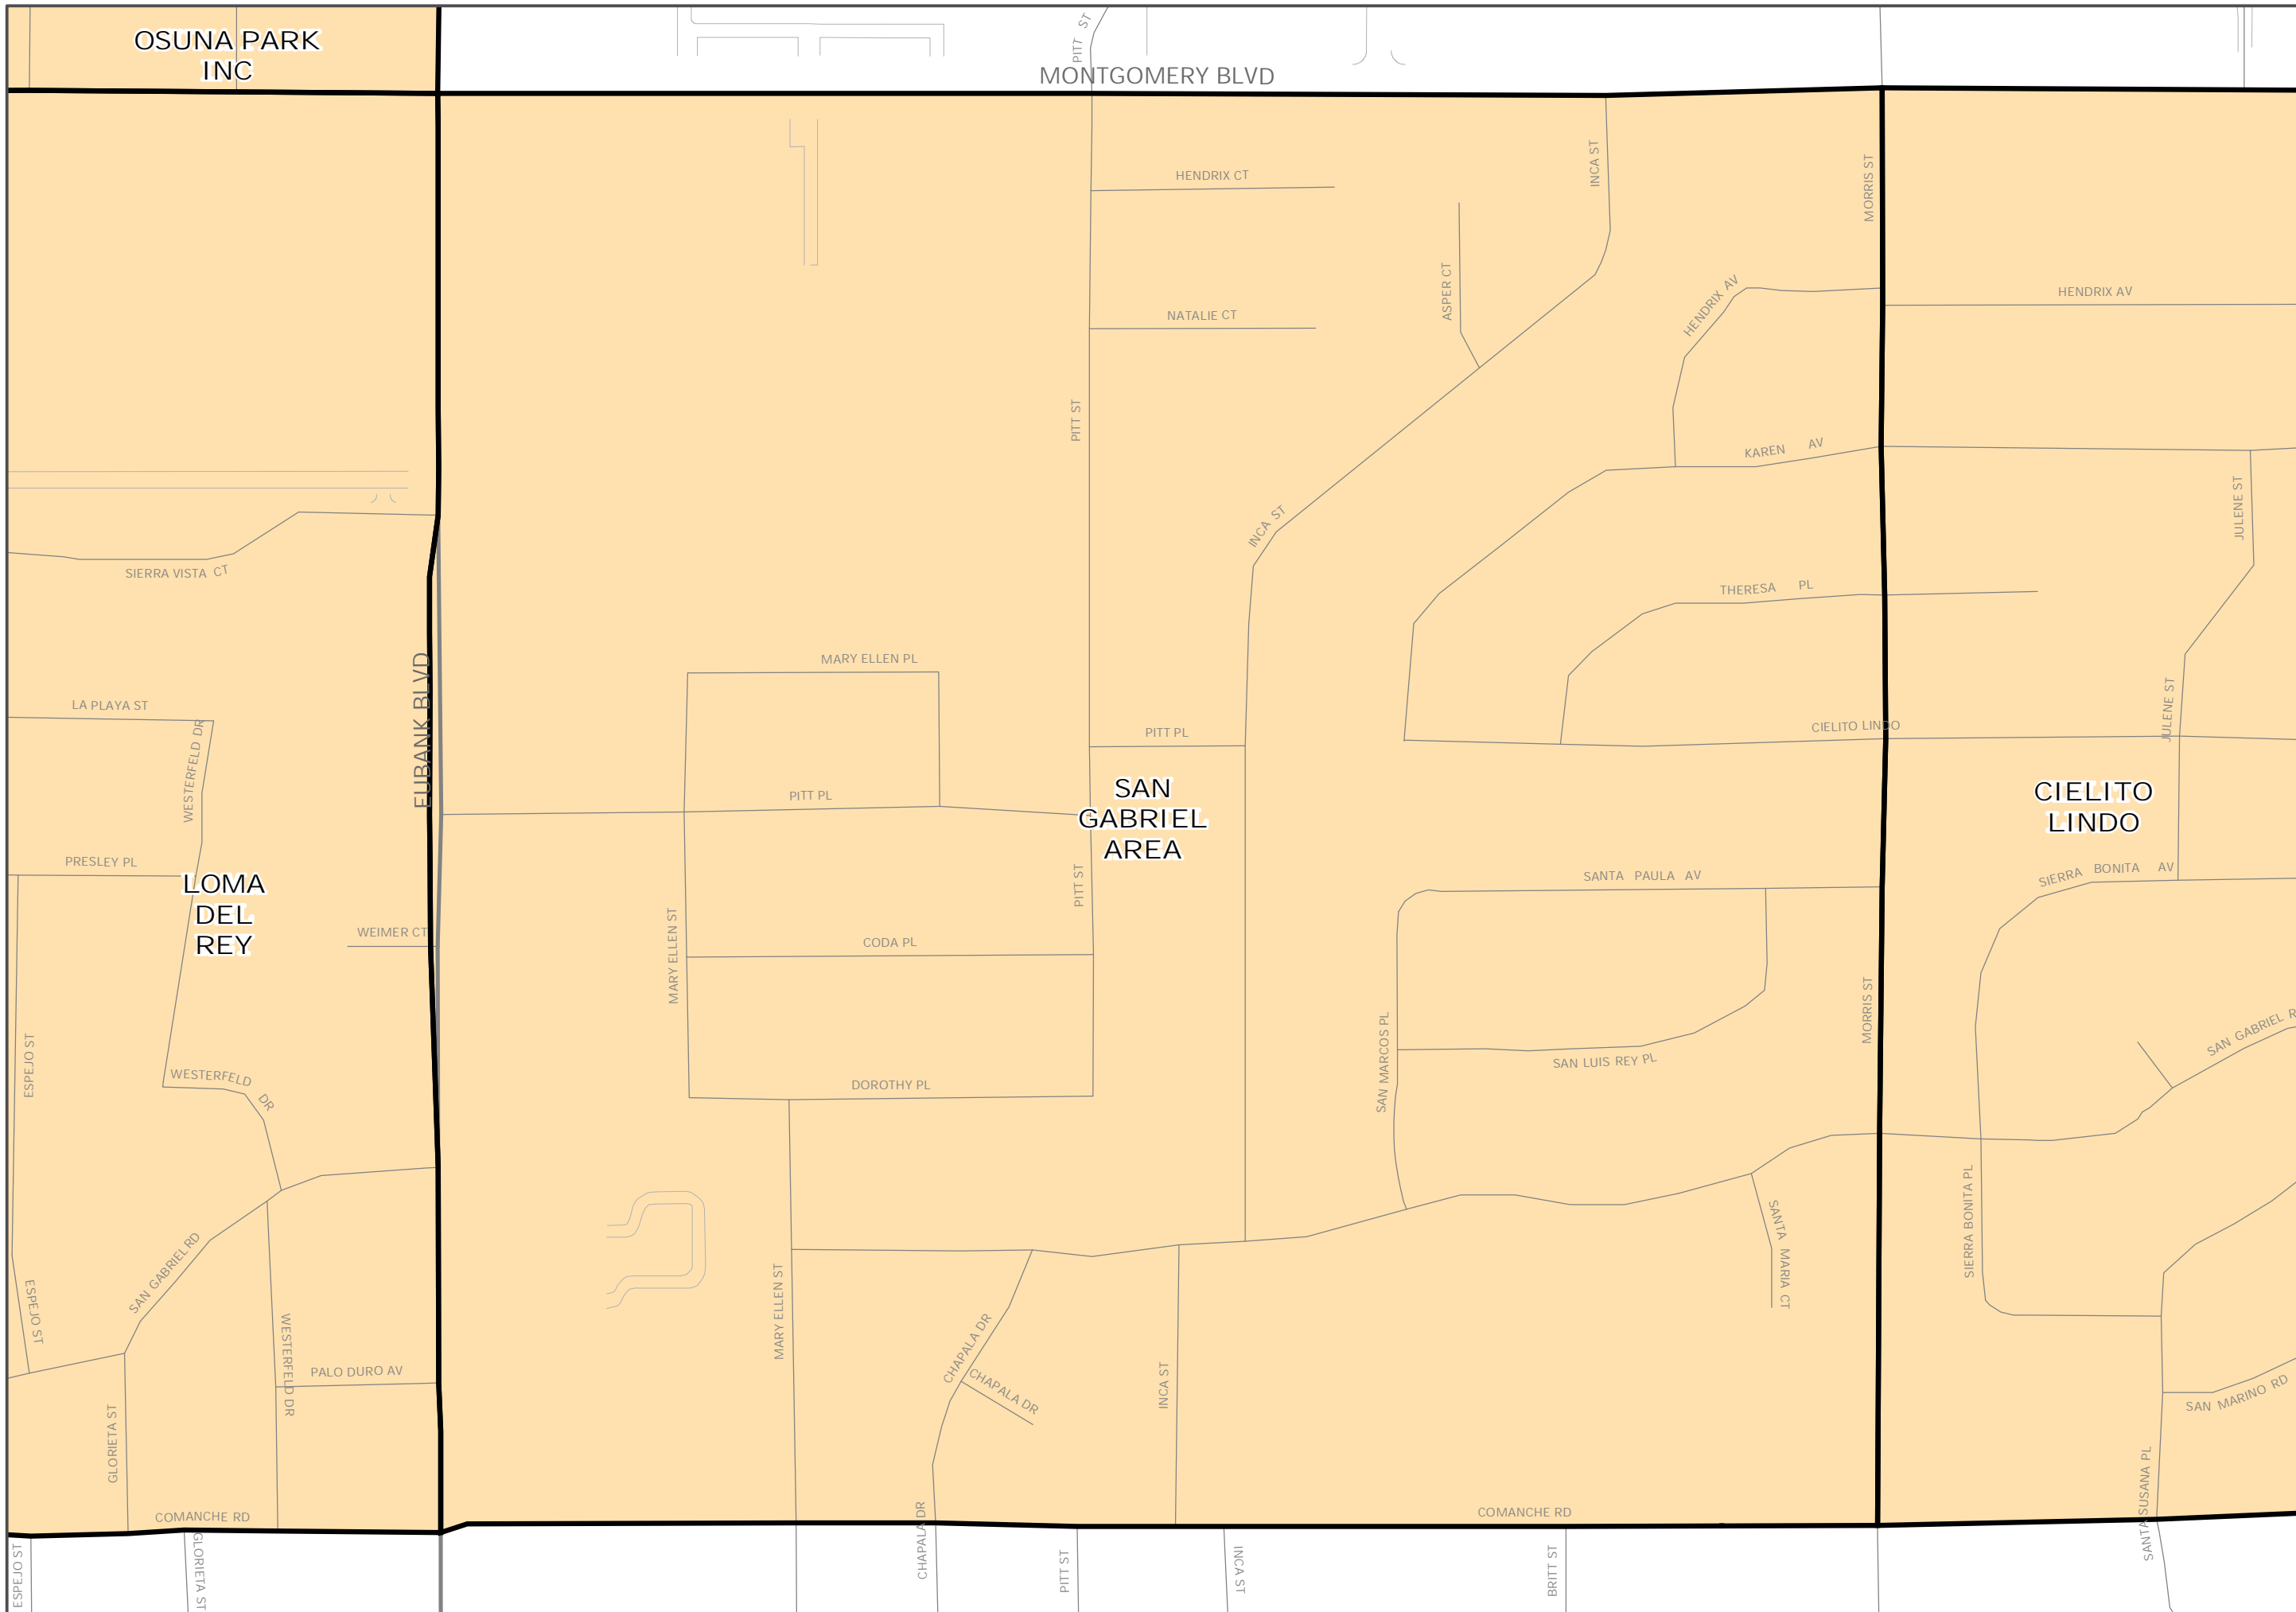 OSUNA PARK
INC
PITT ST
MONTGOMERY BLVD
HENDRIX CT
INCA ST
MORRIS ST
ASPER CT
HENDRIX AV
HENDRIX AV
NATALIE CT
PITT ST
KAREN AV
INCA ST
JULENE ST
SIERRA VISTA CT
THERESA PL
EUBANK BLVD
MARY ELLEN PL
LA PLAYA ST
WESTERFELD DR
PITT PL
CIELITO LINDO
JULENE ST
SAN
GABRIEL
AREA
CIELITO
LINDO
PITT PL
PRESLEY PL
LOMA
DEL
REY
PITT ST
SANTA PAULA AV
SIERRA BONITA AV
WEIMER CT
MARY ELLEN ST
CODA PL
MORRIS ST
SAN GABRIEL R
ESPEJO ST
SAN MARCOS PL
SAN LUIS REY PL
WESTERFELD DR
DOROTHY PL
SIERRA BONITA PL
SANTA MARIA CT
SAN GABRIEL RD
ESPEJO ST
MARY ELLEN ST
CHAPALA DR
CHAPALA DR
INCA ST
WESTERFELD DR
PALO DURO AV
SAN MARINO RD
GLORIETA ST
SANTA SUSANA PL
COMANCHE RD
COMANCHE RD
CHAPALA DR
ESPEJO ST
GLORIETA ST
PITT ST
INCA ST
BRITT ST